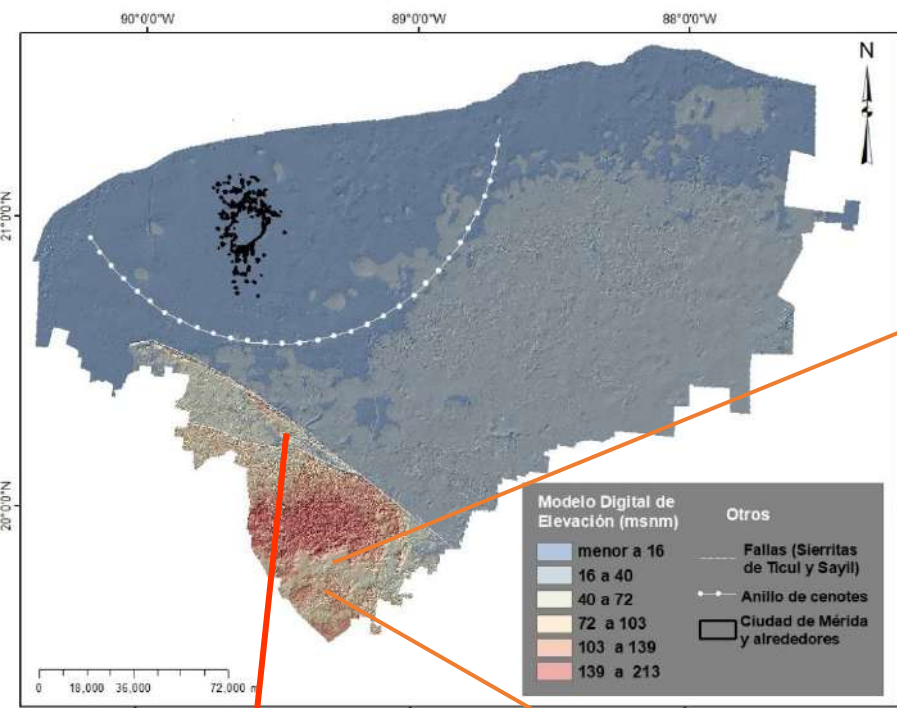 90°0'0"W
89°0'0"W
88°0'0"W
N
21°0'0"N
20°0'0"N
Modelo Digital de
Elevación (msnm)
menor a 16
16 a 40
40 a 72
72 a 103
103 a 139
139 a 213
Otros
Fallas (Sierritas
de Ticul y Sayil)
Anillo de cenotes
Ciudad de Mérida
y alrededores
0 18,000 36,000 72,000 m